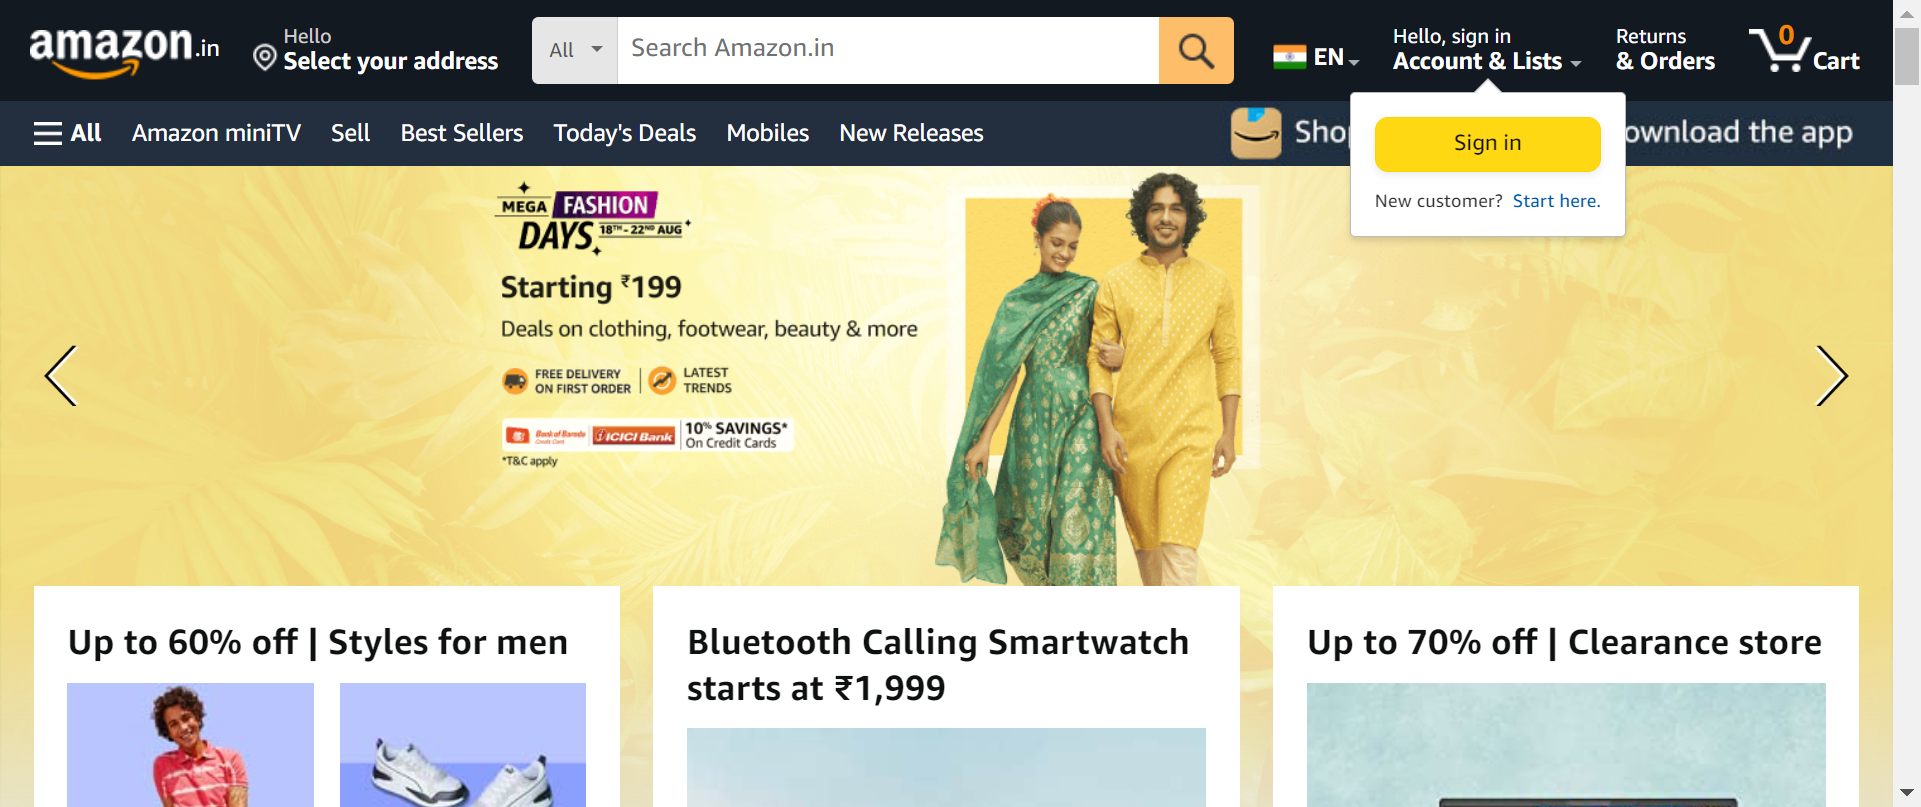 amazon.in
Hello
Select your address
All
Search Amazon.in
EN
Hello, sign in
Account & Lists
Returns
& Orders
0
Cart
All
Amazon miniTV
Sell
Best Sellers
Today's Deals
Mobiles
New Releases
Sho
ownload the app
Sign in
New customer? Start here.
MEGA FASHION
DAYS 18TH - 22ND AUG
Starting ₹199
Deals on clothing, footwear, beauty & more
FREE DELIVERY
ON FIRST ORDER
LATEST
TRENDS
Bank of Baroda
Credit Card
ICICI Bank
10% SAVINGS*
On Credit Cards
*T&C apply
Up to 60% off | Styles for men
Bluetooth Calling Smartwatch
starts at ₹1,999
Up to 70% off | Clearance store